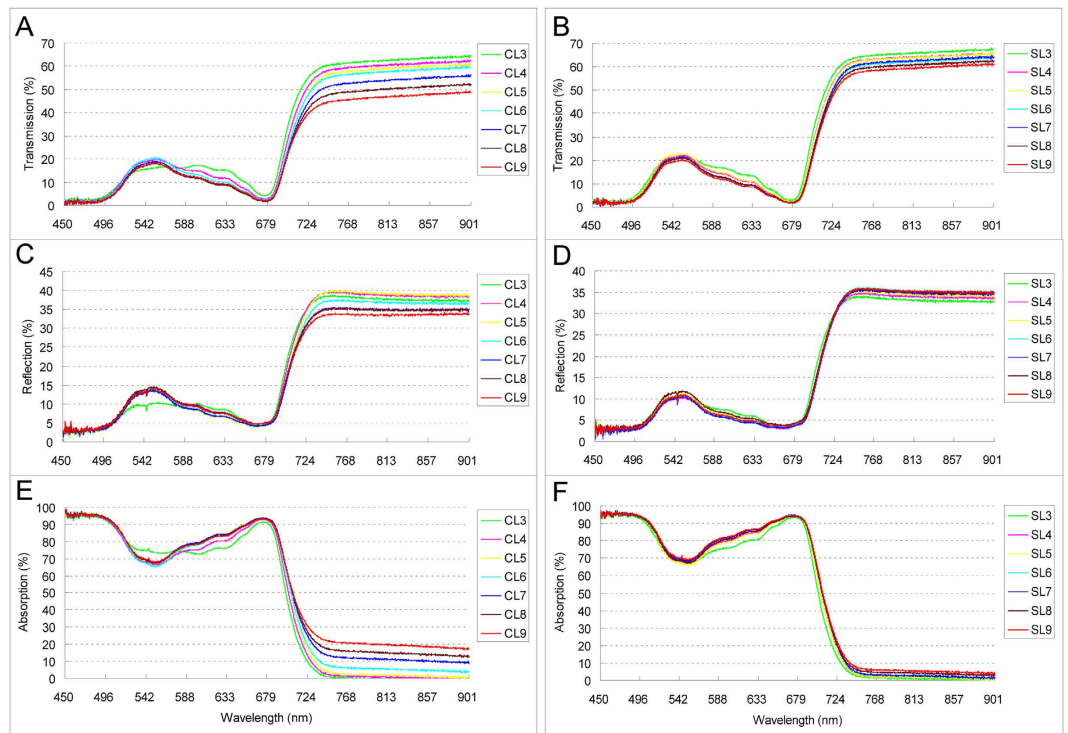 A
Transmission (%)
70
60
50
40
30
20
10
0
450 496 542 588 633 679 724 768 813 857 901
CL3
CL4
CL5
CL6
CL7
CL8
CL9
B
Transmission (%)
70
60
50
40
30
20
10
0
450 496 542 588 633 679 724 768 813 857 901
SL3
SL4
SL5
SL6
SL7
SL8
SL9
C
Reflection (%)
45
40
35
30
25
20
15
10
5
0
450 496 542 588 633 679 724 768 813 857 901
CL3
CL4
CL5
CL6
CL7
CL8
CL9
D
Reflection (%)
40
35
30
25
20
15
10
5
0
450 496 542 588 633 679 724 768 813 857 901
SL3
SL4
SL5
SL6
SL7
SL8
SL9
E
Absorption (%)
100
90
80
70
60
50
40
30
20
10
0
450 496 542 588 633 679 724 768 813 857 901
Wavelength (nm)
CL3
CL4
CL5
CL6
CL7
CL8
CL9
F
Absorption (%)
100
90
80
70
60
50
40
30
20
10
0
450 496 542 588 633 679 724 768 813 857 901
Wavelength (nm)
SL3
SL4
SL5
SL6
SL7
SL8
SL9